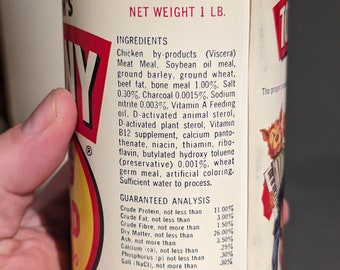 'S
NY
®
NET WEIGHT 1 LB.
INGREDIENTS
Chicken by-products (Viscera)
Meat Meal, Soybean oil meal,
ground barley, ground wheat,
beef fat, bone meal 1.00%, Salt
0.30%, Charcoal 0.0015%, Sodium
nitrite 0.003%, Vitamin A Feeding
oil, D-activated animal sterol,
D activated plant sterol, Vitamin
B12 supplement, calcium panto-
thenate, niacin, thiamin, ribo-
flavin, butylated hydroxy toluene
(preservative) 0.001%, wheat
germ meal, artificial coloring.
Sufficient water to process.
GUARANTEED ANALYSIS
Crude Protein, not less than 11.00%
Crude Fat, not less than 3.00%
Crude Fibre, not more than 1.50%
Dry Matter, not less than 26.00%
Ash, not more than 3.50%
Calcium (ca), not less than .25%
Phosphorus (p) not less than .30%
Salt (NaCl), not more than .30%
The proper